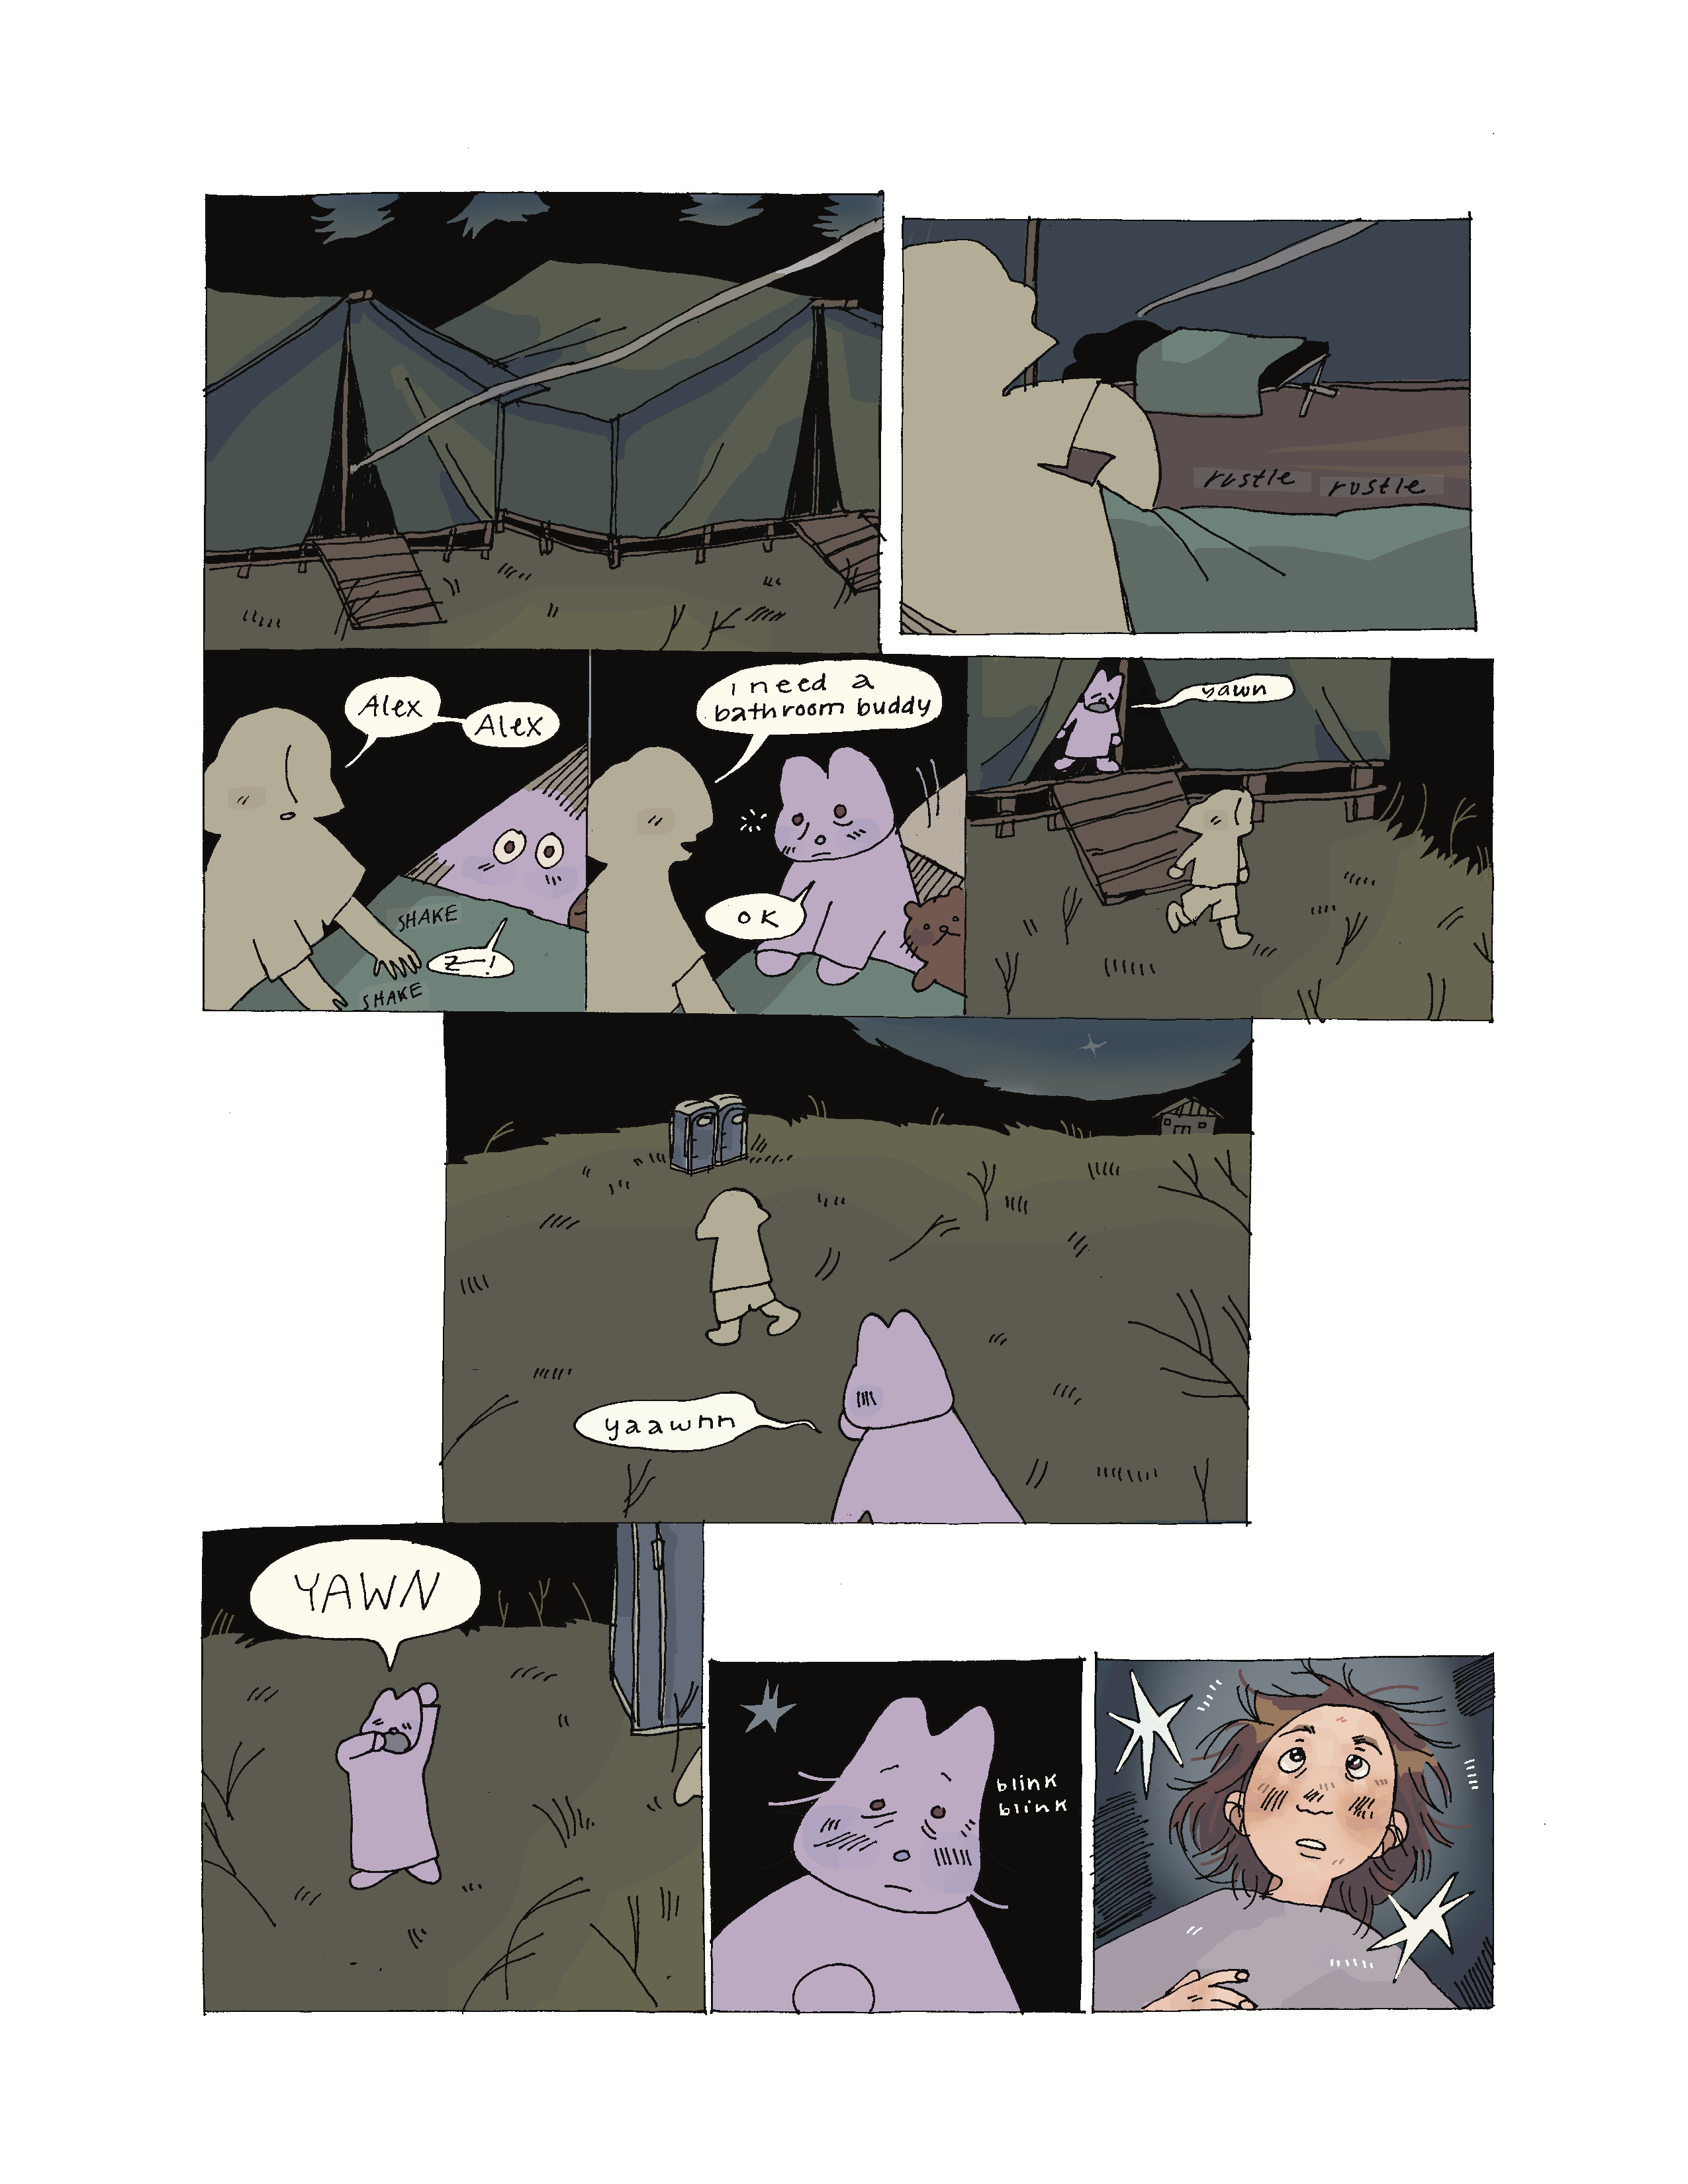 rustle rustle
Alex
Alex
SHAKE
Z—!
SHAKE
i need a
bathroom buddy
OK
yawn
yaawnn
YAWN
blink
blink